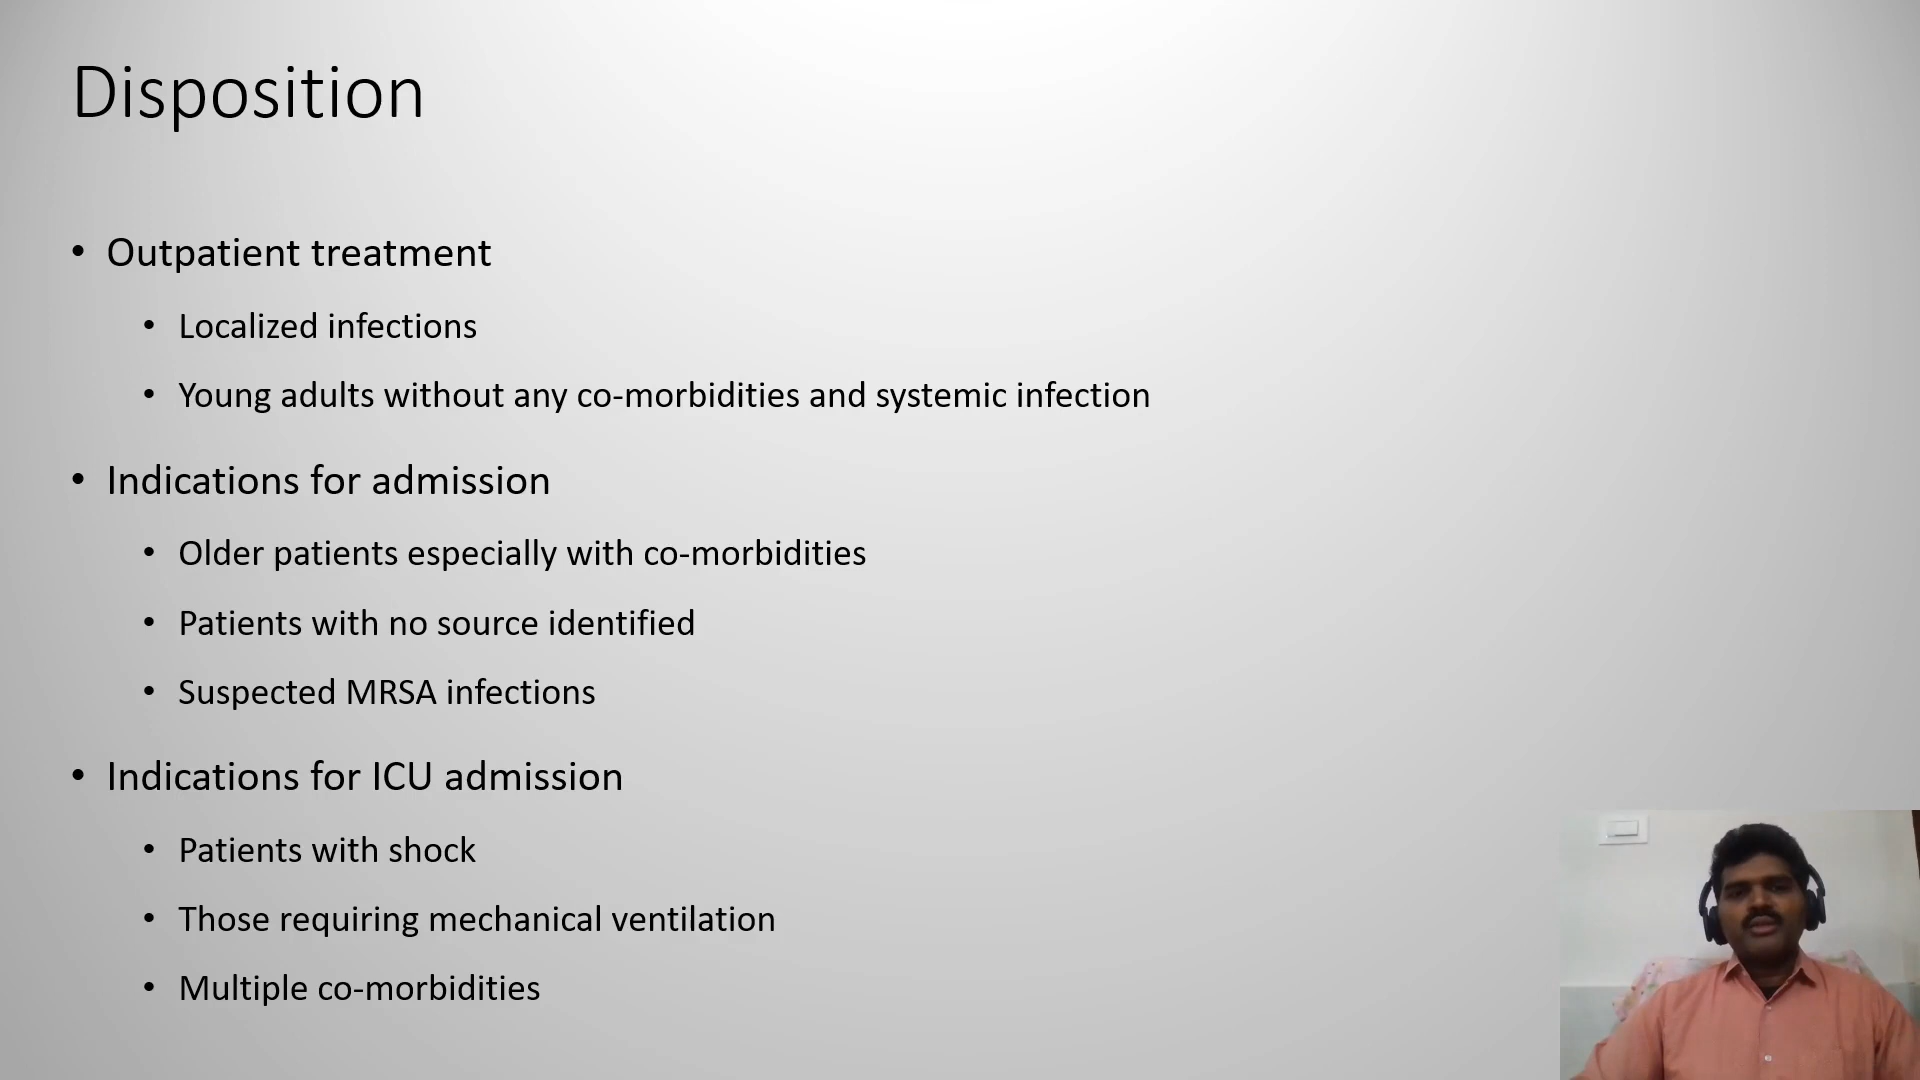 Disposition
• Outpatient treatment
• Localized infections
• Young adults without any co-morbidities and systemic infection
• Indications for admission
• Older patients especially with co-morbidities
• Patients with no source identified
• Suspected MRSA infections
• Indications for ICU admission
• Patients with shock
• Those requiring mechanical ventilation
• Multiple co-morbidities